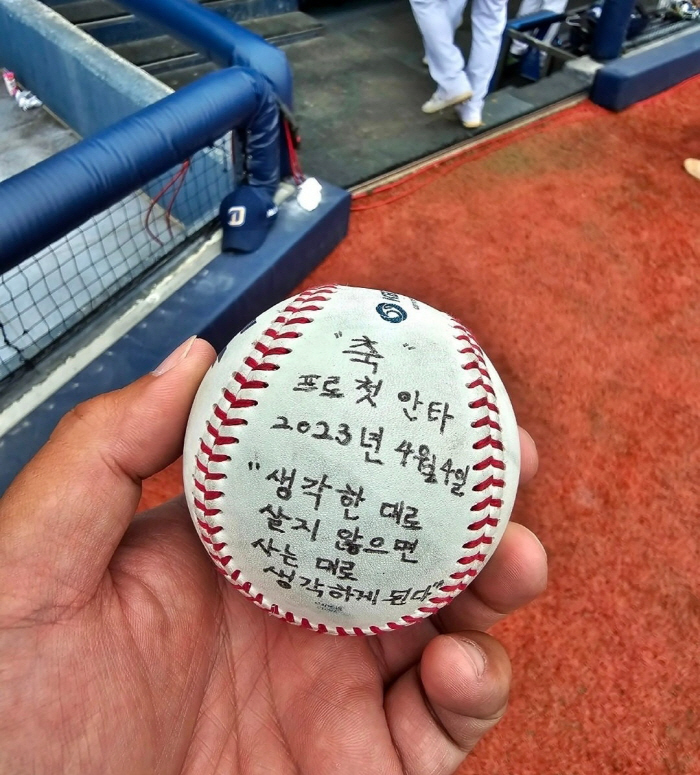 D
"축"
프로 첫 안타
2023년 4월4일
"생각한 대로
살지 않으면
사는 대로
생각하게 된다"